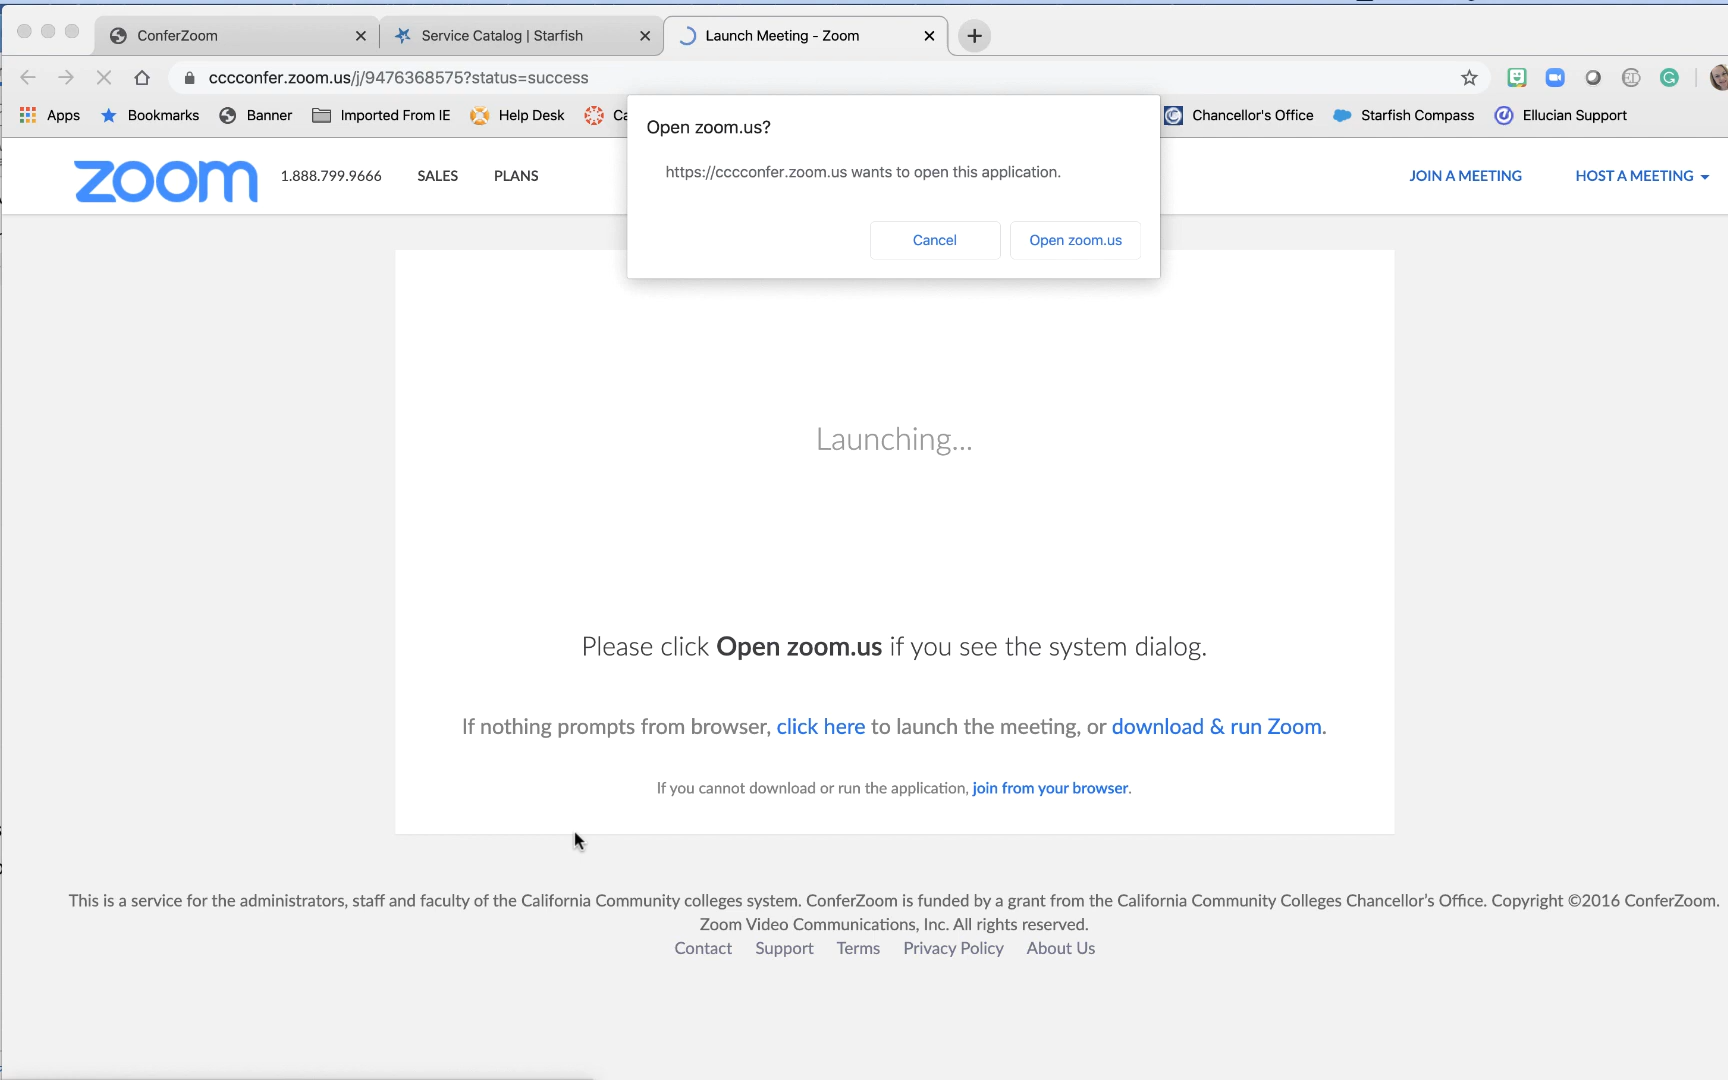 ConferZoom
Service Catalog | Starfish
Launch Meeting - Zoom
cccconfer.zoom.us/j/9476368575?status=success
Apps
Bookmarks
Banner
Imported From IE
Help Desk
Ca
Chancellor's Office
Starfish Compass
Ellucian Support
Open zoom.us?
https://cccconfer.zoom.us wants to open this application.
Cancel
Open zoom.us
zoom
1.888.799.9666
SALES
PLANS
JOIN A MEETING
HOST A MEETING
Launching...
Please click Open zoom.us if you see the system dialog.
If nothing prompts from browser, click here to launch the meeting, or download & run Zoom.
If you cannot download or run the application, join from your browser.
This is a service for the administrators, staff and faculty of the California Community colleges system. ConferZoom is funded by a grant from the California Community Colleges Chancellor's Office. Copyright ©2016 ConferZoom.
Zoom Video Communications, Inc. All rights reserved.
Contact Support Terms Privacy Policy About Us